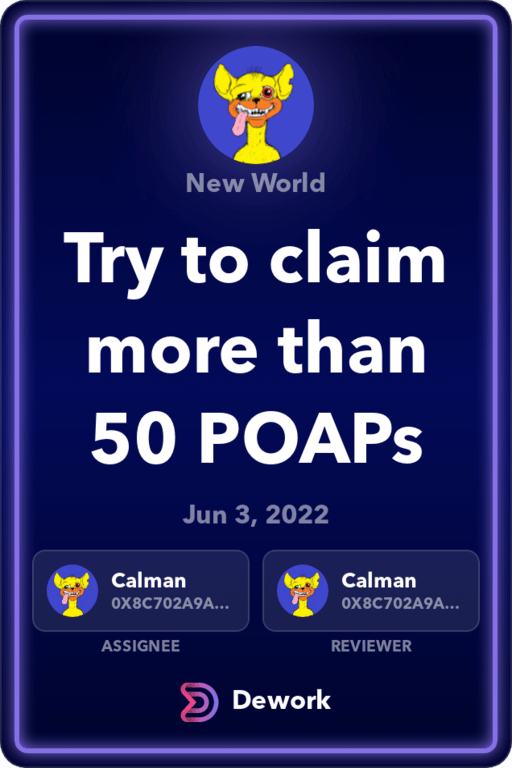 New World
Try to claim
more than
50 POAPs
Jun 3, 2022
Calman
0X8C702A9A...
ASSIGNEE
Calman
0X8C702A9A...
REVIEWER
Dework